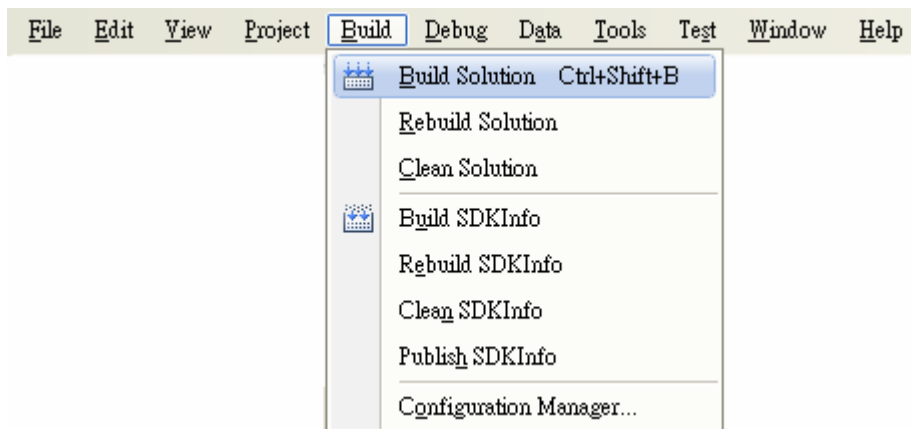 File Edit View Project Build Debug Data Tools Test Window Help
Build Solution Ctrl+Shift+B
Rebuild Solution
Clean Solution
Build SDKInfo
Rebuild SDKInfo
Clean SDKInfo
Publish SDKInfo
Configuration Manager...